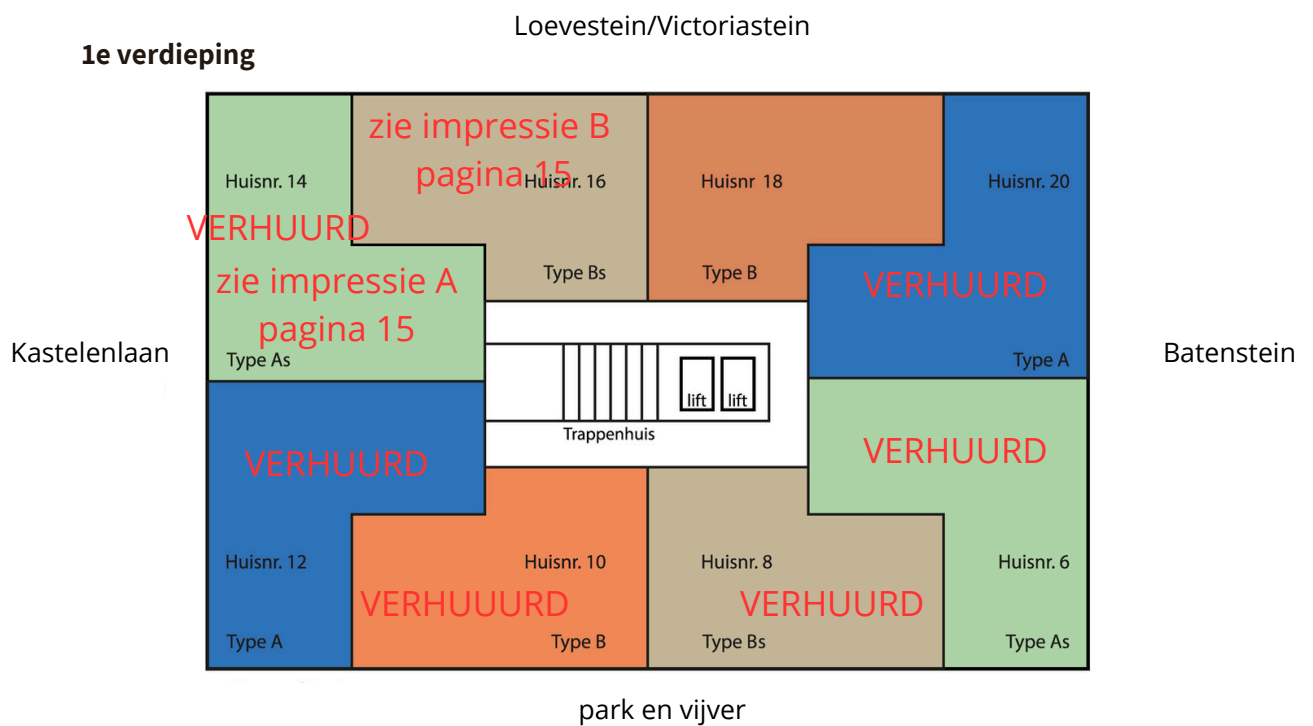 Loevestein/Victoriastein
1e verdieping
zie impressie B
pagina 15
Huisnr. 14
Huisnr. 16
Huisnr 18
Huisnr. 20
VERHUURD
zie impressie A
pagina 15
Type Bs
Type B
VERHUURD
Kastelenlaan
Type As
Type A
Batenstein
lift
lift
Trappenhuis
VERHUURD
VERHUURD
Huisnr. 12
Huisnr. 10
Huisnr. 8
Huisnr. 6
VERHUUURD
VERHUURD
Type A
Type B
Type Bs
Type As
park en vijver